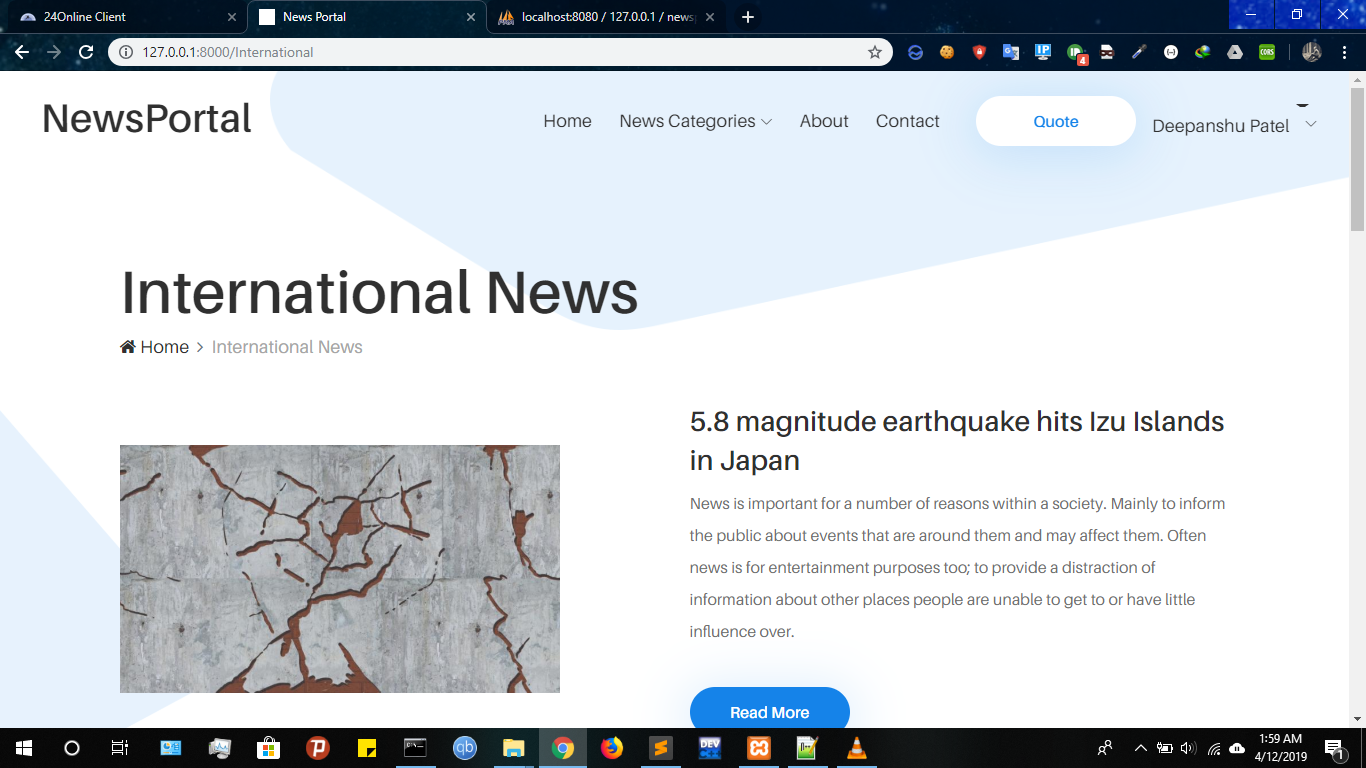 24Online Client
News Portal
localhost:8080 / 127.0.0.1 / news
127.0.0.1:8000/International
4
NewsPortal
Home
News Categories
About
Contact
Quote
Deepanshu Patel
International News
Home > International News
5.8 magnitude earthquake hits Izu Islands
in Japan
News is important for a number of reasons within a society. Mainly to inform
the public about events that are around them and may affect them. Often
news is for entertainment purposes too; to provide a distraction of
information about other places people are unable to get to or have little
influence over.
Read More
1:59 AM
4/12/2019
1